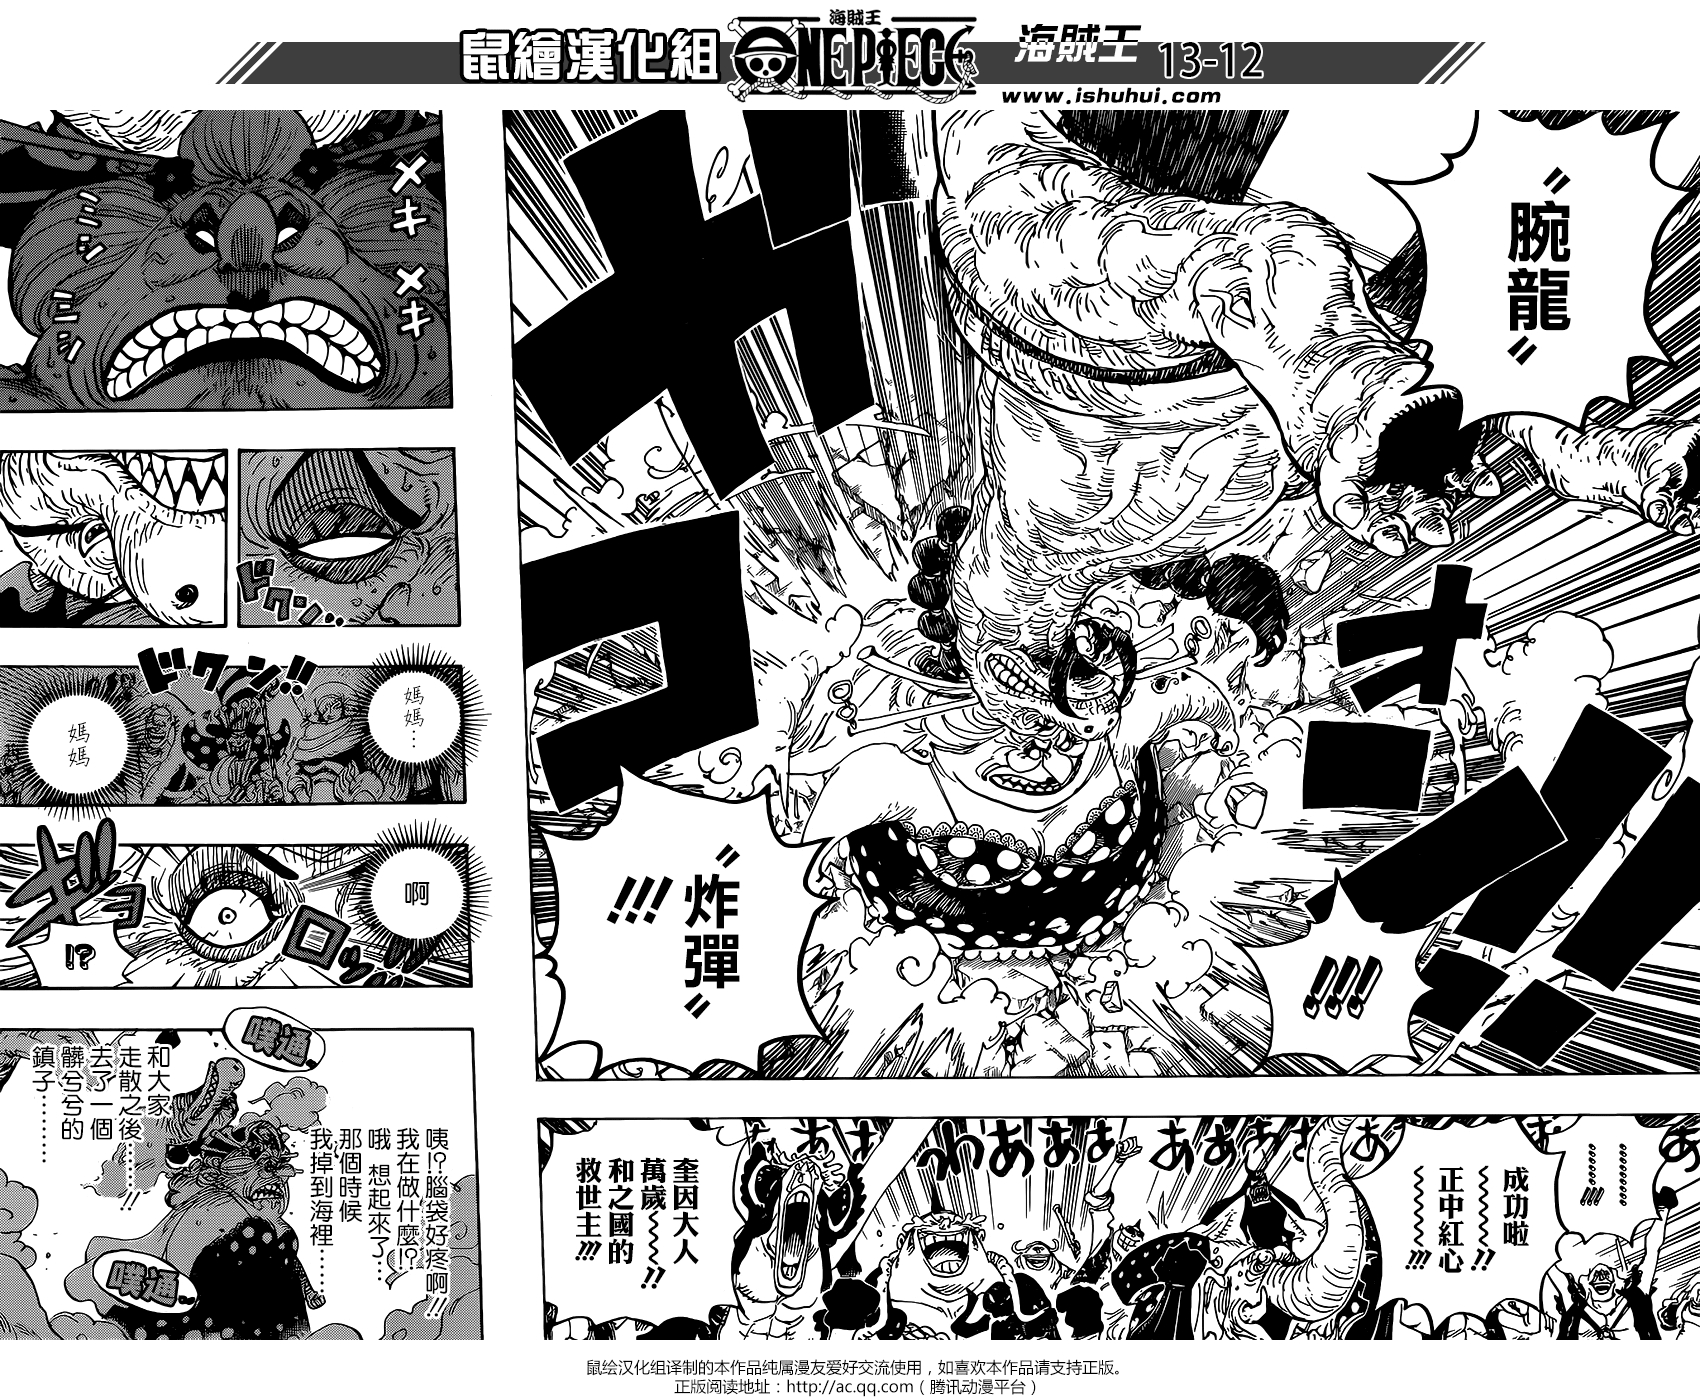 鼠繪漢化組
海賊王
ONE PIECE
海賊王
13-12
www.ishuhui.com
〝腕龍〟
!!!!
〝炸彈〟
!!!
ドゴォン
…………
…………!!!
成功啦
~~~~!!
正中紅心
~~~~!!!
わあああああああ
奎因大人
萬歲~~~!!
和之國的
救世主!!!
メキ
メキ
ミシ
ミシ
ドクン‥
ドクン!!
媽媽…
媽媽
啊
ギョロッ
!?
噗通
噗通
咦!?腦袋好疼啊!!
我在做什麼!?
哦 想起來了…
那個時候
我掉到海裡……
和大家
走散之後……!!
去了一個
髒兮兮的
鎮子………
鼠绘汉化组译制的本作品纯属漫友爱好交流使用，如喜欢本作品请支持正版。
正版阅读地址：http://ac.qq.com（腾讯动漫平台）